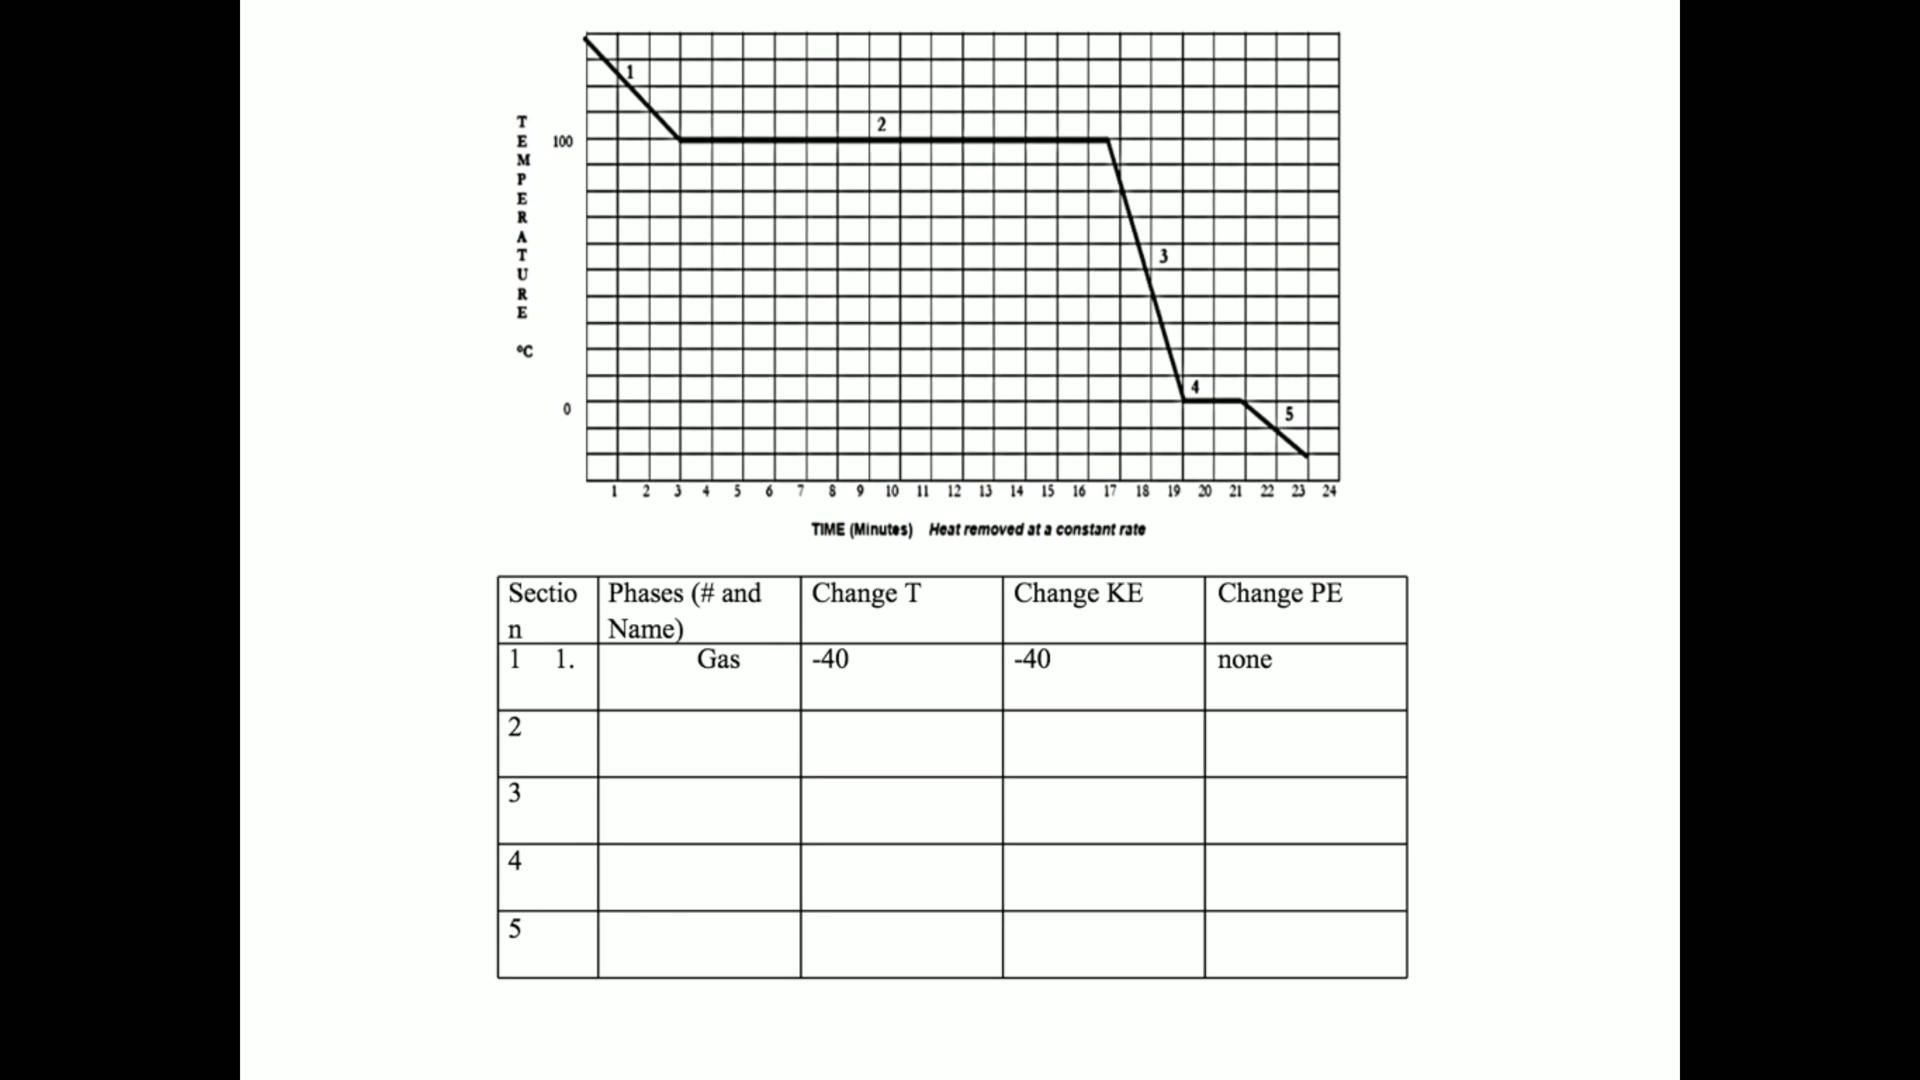 TEMPERATURE °C
100
0
1
2
3
4
5
1 2 3 4 5 6 7 8 9 10 11 12 13 14 15 16 17 18 19 20 21 22 23 24
TIME (Minutes) Heat removed at a constant rate
Sectio
n
Phases (# and
Name)
Change T
Change KE
Change PE
1 1. Gas -40 -40 none
2
3
4
5